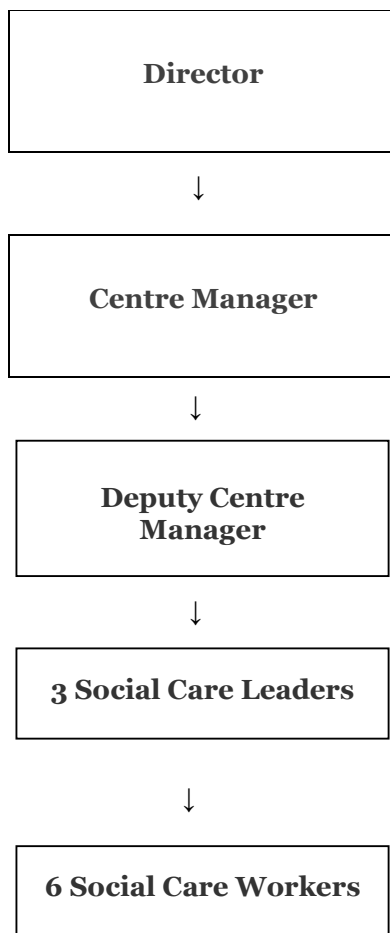 Director
↓
Centre Manager
↓
Deputy Centre
Manager
↓
3 Social Care Leaders
↓
6 Social Care Workers